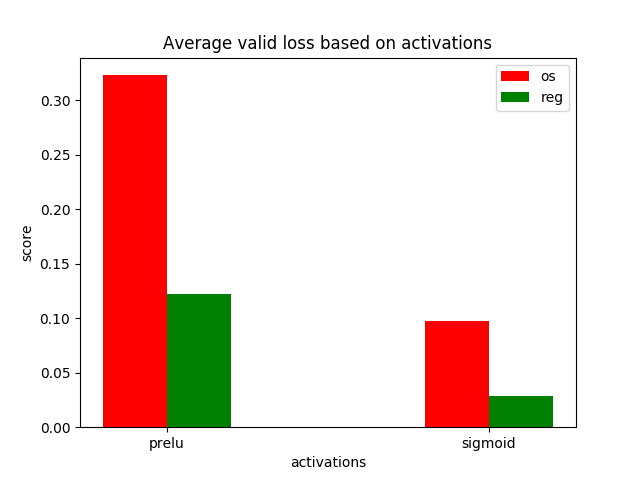 Average valid loss based on activations
os
reg
score
0.30
0.25
0.20
0.15
0.10
0.05
0.00
prelu
sigmoid
activations